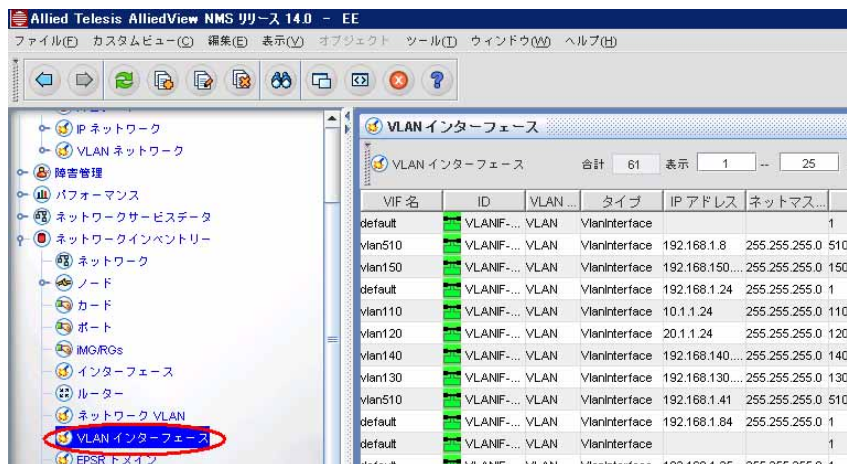 Allied Telesis AlliedView NMS リリース 14.0 - EE
ファイル(F) カスタムビュー(C) 編集(E) 表示(V) オブジェクト ツール(T) ウィンドウ(W) ヘルプ(H)
IP ネットワーク
VLAN ネットワーク
障害管理
パフォーマンス
ネットワークサービスデータ
ネットワークインベントリー
ネットワーク
ノード
カード
ポート
iMG/RGs
インターフェース
ルーター
ネットワーク VLAN
VLAN インターフェース
EPSR ドメイン
VLAN インターフェース
VLAN インターフェース 合計 61 表示 1 -- 25
VIF 名 ID VLAN ... タイプ IP アドレス ネットマス...
default VLANIF-... VLAN VlanInterface 1
vlan510 VLANIF-... VLAN VlanInterface 192.168.1.8 255.255.255.0 510
vlan150 VLANIF-... VLAN VlanInterface 192.168.150.... 255.255.255.0 150
default VLANIF-... VLAN VlanInterface 192.168.1.24 255.255.255.0 1
vlan110 VLANIF-... VLAN VlanInterface 10.1.1.24 255.255.255.0 110
vlan120 VLANIF-... VLAN VlanInterface 20.1.1.24 255.255.255.0 120
vlan140 VLANIF-... VLAN VlanInterface 192.168.140.... 255.255.255.0 140
vlan130 VLANIF-... VLAN VlanInterface 192.168.130.... 255.255.255.0 130
vlan510 VLANIF-... VLAN VlanInterface 192.168.1.41 255.255.255.0 510
default VLANIF-... VLAN VlanInterface 192.168.1.84 255.255.255.0 1
default VLANIF-... VLAN VlanInterface 1